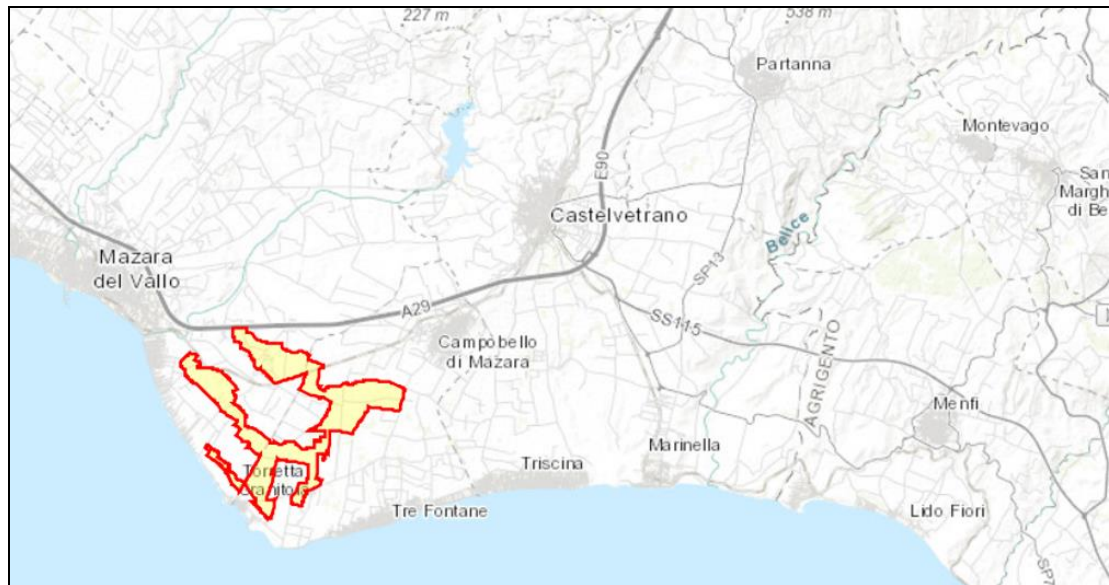 227 m
538 m
Partanna
Montevago
San
Margh
di Be
E90
Castelvetrano
Belice
Mazara
del Vallo
SP13
A29
SS115
Campobello
di Mazara
AGRIGENTO
Menfi
Marinella
Triscina
Torretta
Granitola
Tre Fontane
Lido Fiori